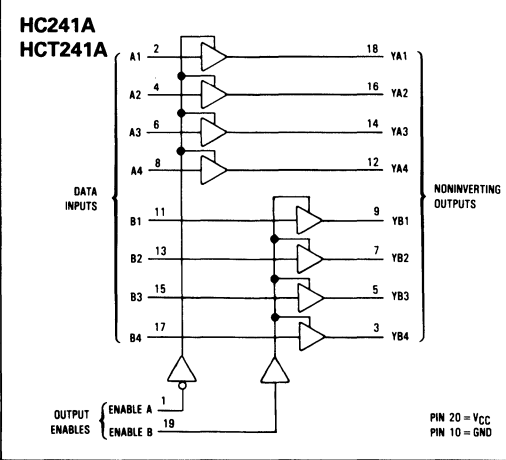 HC241A
HCT241A
A1 2 18 YA1
A2 4 16 YA2
A3 6 14 YA3
A4 8 12 YA4
DATA
INPUTS
NONINVERTING
OUTPUTS
B1 11 9 YB1
B2 13 7 YB2
B3 15 5 YB3
B4 17 3 YB4
OUTPUT
ENABLES
ENABLE A 1
ENABLE B 19
PIN 20 = VCC
PIN 10 = GND